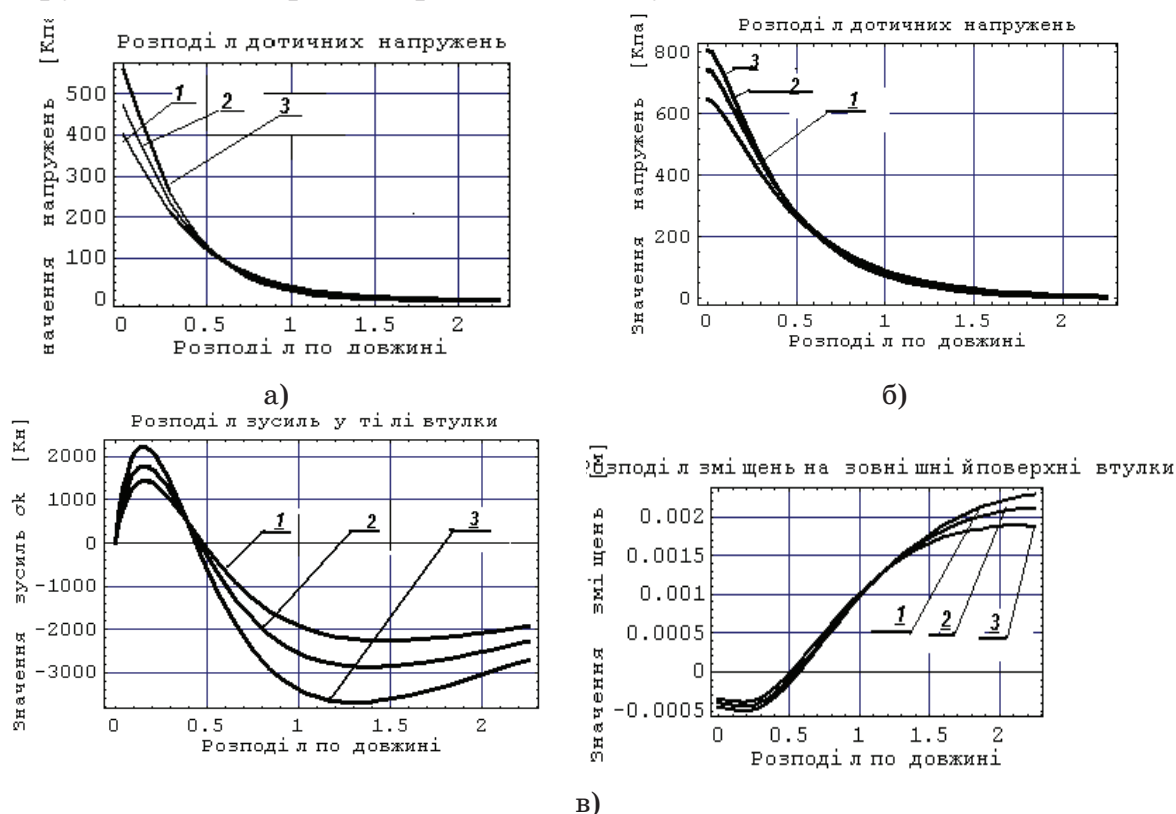 Розподіл дотичних напружень
начення напружень [Кпа
500
400
300
200
100
0
1
2
3
0 0.5 1 1.5 2
Розподіл по довжині
а)
Розподіл дотичних напружень
Значення напружень [Кпа]
800
600
400
200
0
3
2
1
0 0.5 1 1.5 2
Розподіл по довжині
б)
Розподіл зусиль у тілі втулки
Значення зусиль σk [Кн]
2000
1000
0
-1000
-2000
-3000
1
2
3
0 0.5 1 1.5 2
Розподіл по довжині
Розподіл зміщень на зовнішній поверхні втулки
Значення зміщень [м]
0.002
0.0015
0.001
0.0005
0
-0.0005
1
2
3
0 0.5 1 1.5 2
Розподіл по довжині
в)